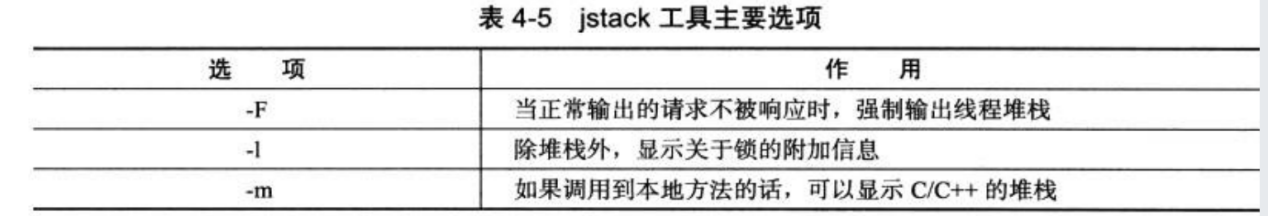 表 4-5 jstack 工具主要选项
选 项 作 用
-F 当正常输出的请求不被响应时，强制输出线程堆栈
-l 除堆栈外，显示关于锁的附加信息
-m 如果调用到本地方法的话，可以显示 C/C++ 的堆栈